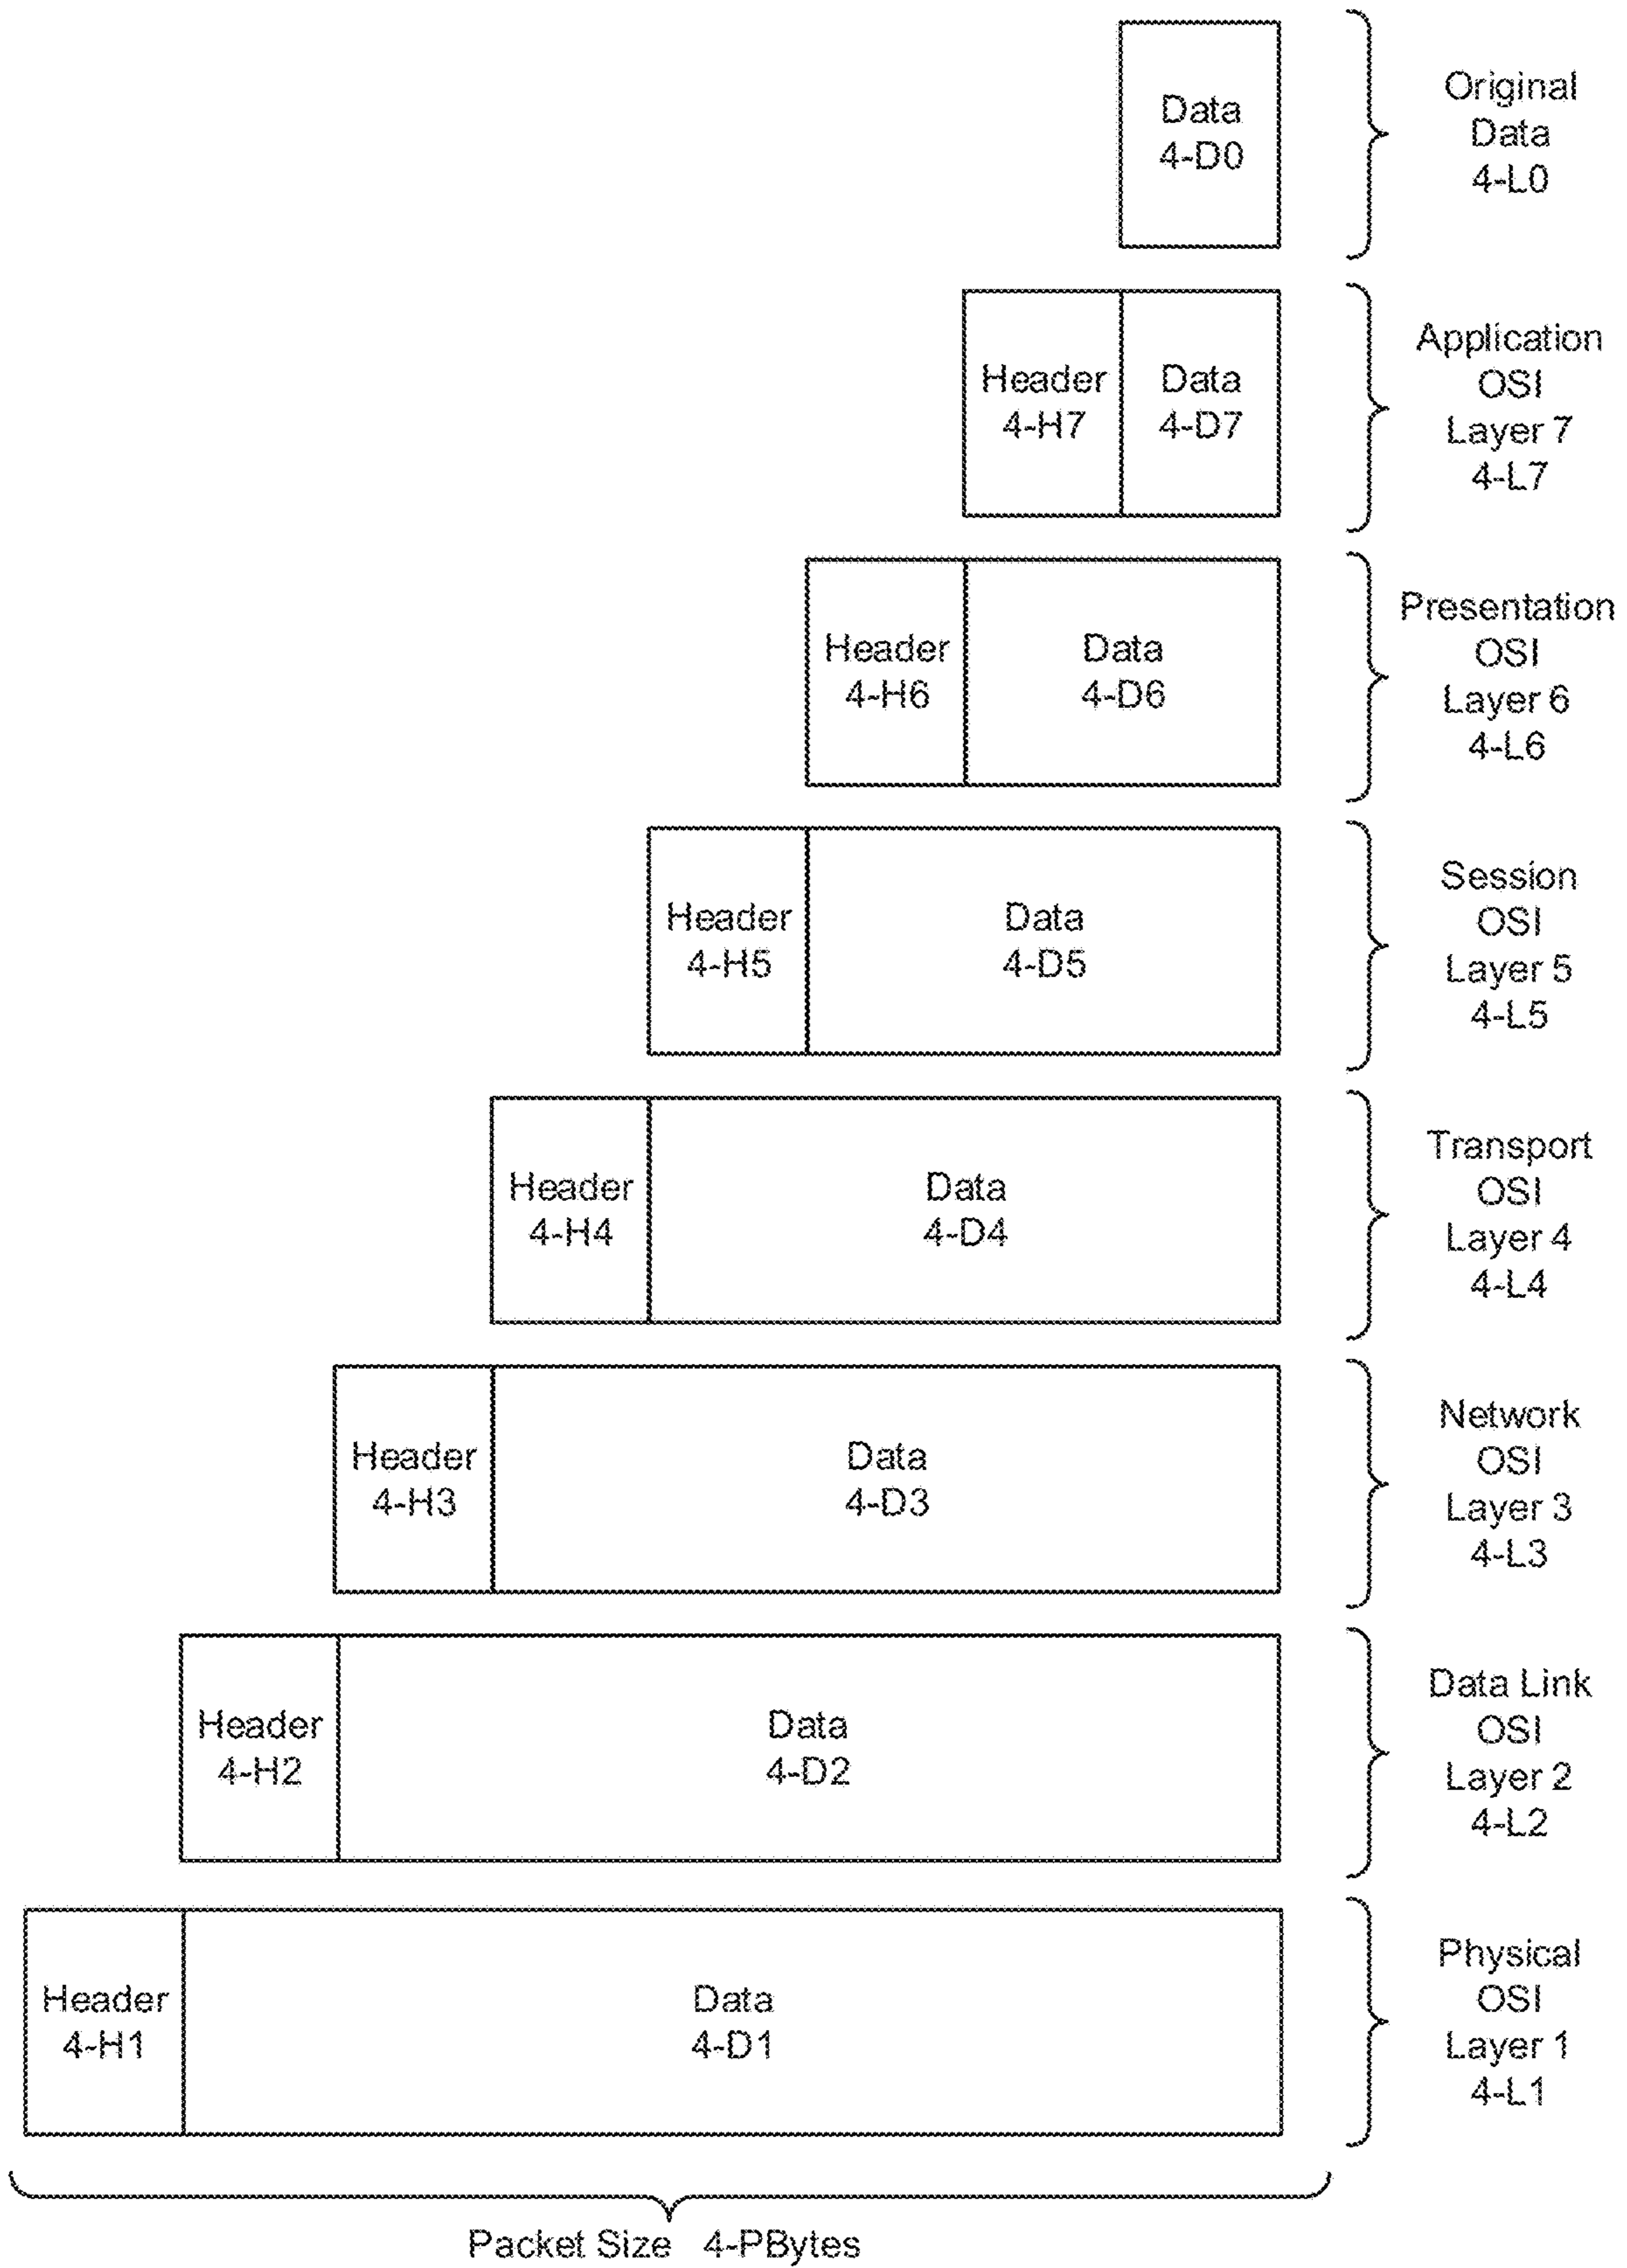 Data
4-D0
Original
Data
4-L0
Header
4-H7
Data
4-D7
Application
OSI
Layer 7
4-L7
Header
4-H6
Data
4-D6
Presentation
OSI
Layer 6
4-L6
Header
4-H5
Data
4-D5
Session
OSI
Layer 5
4-L5
Header
4-H4
Data
4-D4
Transport
OSI
Layer 4
4-L4
Header
4-H3
Data
4-D3
Network
OSI
Layer 3
4-L3
Header
4-H2
Data
4-D2
Data Link
OSI
Layer 2
4-L2
Header
4-H1
Data
4-D1
Physical
OSI
Layer 1
4-L1
Packet Size 4-PBytes